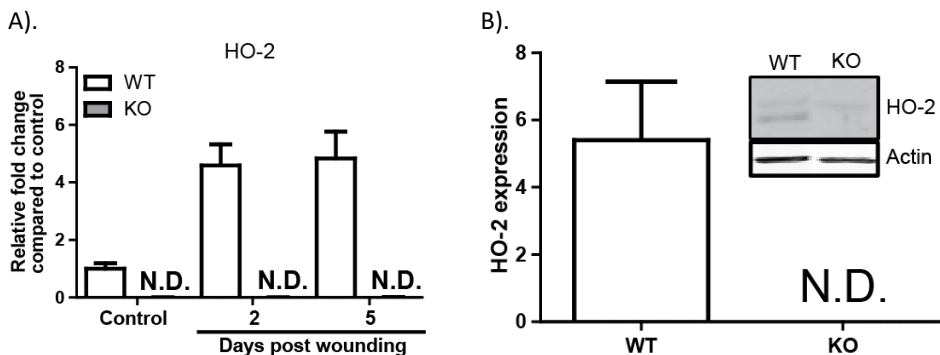 A).
HO-2
WT
KO
Relative fold change
compared to control
8
6
4
2
0
N.D.
N.D.
N.D.
Control
2
5
Days post wounding
B).
HO-2 expression
8
6
4
2
0
WT KO
HO-2
Actin
N.D.
WT
KO